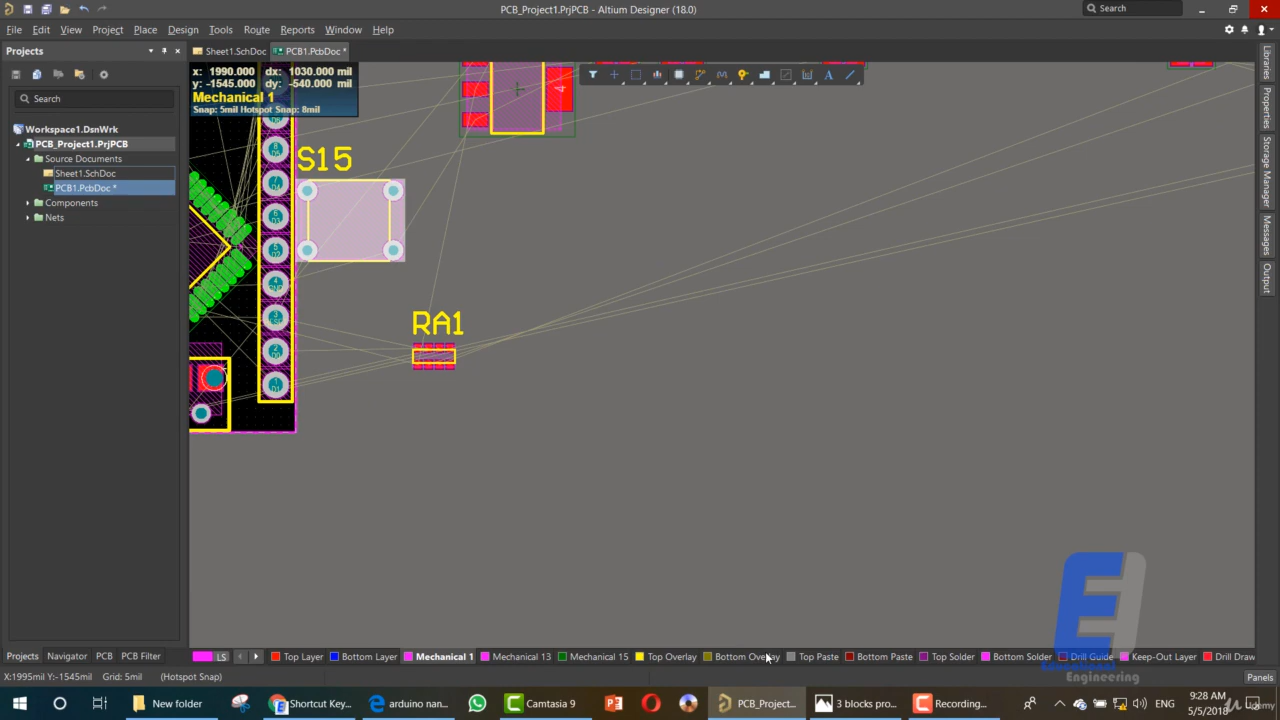 PCB_Project1.PrjPCB - Altium Designer (18.0)
Search
File Edit View Project Place Design Tools Route Reports Window Help
Projects
Sheet1.SchDoc
PCB1.PcbDoc *
x: 1990.000 dx: 1030.000 mil
y: -1545.000 dy: -540.000 mil
Mechanical 1
Snap: 5mil Hotspot Snap: 8mil
Search
Workspace1.DsnWrk
PCB_Project1.PrjPCB
Source Documents
Sheet1.SchDoc
PCB1.PcbDoc *
Components
Nets
S15
RA1
4
Libraries
Properties
Storage Manager
Messages
Output
Engineering
Projects Navigator PCB PCB Filter
LS Top Layer Bottom Layer Mechanical 1 Mechanical 13 Mechanical 15 Top Overlay Bottom Overlay Top Paste Bottom Paste Top Solder Bottom Solder Drill Guide Keep-Out Layer Drill Draw
X:1995mil Y:-1545mil Grid: 5mil (Hotspot Snap)
Panels
New folder
Shortcut Key...
arduino nan...
Camtasia 9
PCB_Project...
3 blocks pro...
Recording...
ENG
9:28 AM
5/5/2018
Udemy